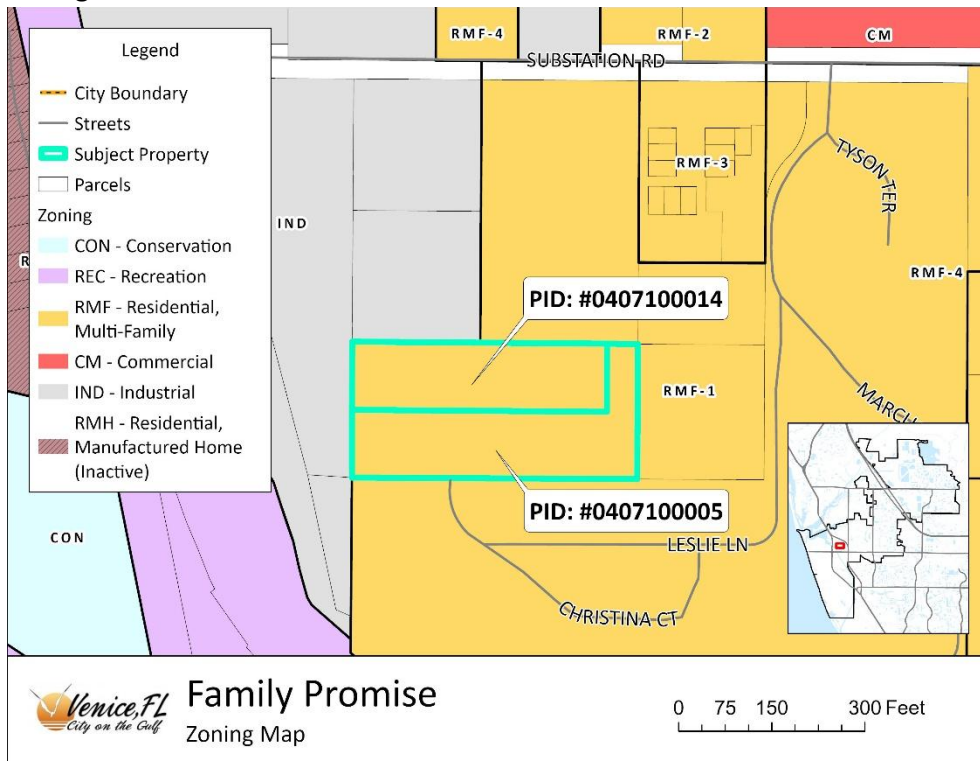 Legend
City Boundary
Streets
Subject Property
Parcels
Zoning
CON - Conservation
REC - Recreation
RMF - Residential,
Multi-Family
CM - Commercial
IND - Industrial
RMH - Residential,
Manufactured Home
(Inactive)
RMF-4
RMF-2
CM
SUBSTATION RD
RMF-3
TYSON TER
IND
RMF-4
PID: #0407100014
RMF-1
MARCH
PID: #0407100005
CON
LESLIE LN
CHRISTINA CT
Venice, FL
City on the Gulf
Family Promise
Zoning Map
0 75 150 300 Feet